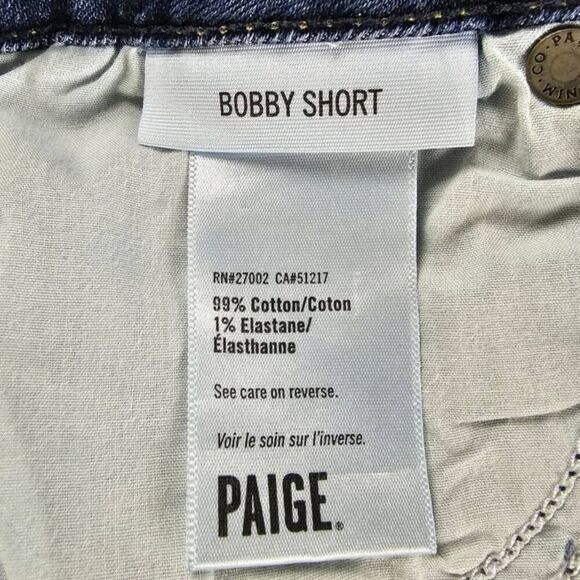 BOBBY SHORT
RN#27002 CA#51217
99% Cotton/Coton
1% Elastane/
Élasthanne
See care on reverse.
Voir le soin sur l'inverse.
PAIGE®